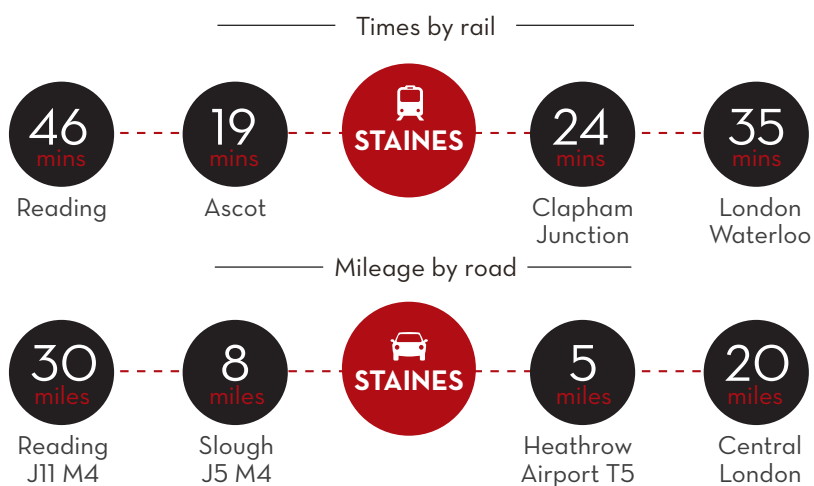 Times by rail
46 19 24 35
mins mins STAINES mins mins
Reading Ascot Clapham Junction London Waterloo
Mileage by road
30 8 5 20
miles miles STAINES miles miles
Reading J11 M4 Slough J5 M4 Heathrow Airport T5 Central London